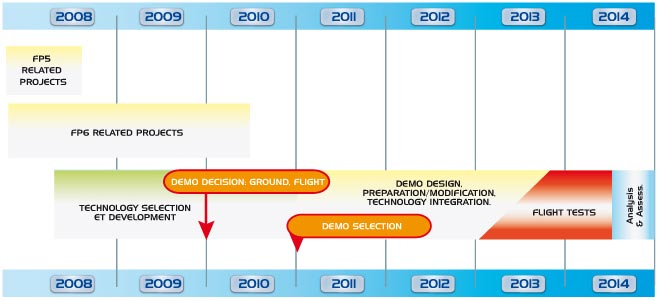 2008 2009 2010 2011 2012 2013 2014
FP5
RELATED
PROJECTS
FP6 RELATED PROJECTS
DEMO DECISION: GROUND, FLIGHT
TECHNOLOGY SELECTION
ET DEVELOPMENT
DEMO DESIGN,
PREPARATION/MODIFICATION,
TECHNOLOGY INTEGRATION.
DEMO SELECTION
FLIGHT TESTS
Analysis
& Assess.
2008 2009 2010 2011 2012 2013 2014